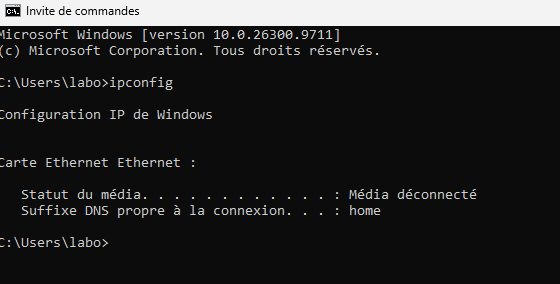 Invite de commandes
Microsoft Windows [version 10.0.26300.9711]
(c) Microsoft Corporation. Tous droits réservés.
C:\Users\labo>ipconfig
Configuration IP de Windows
Carte Ethernet Ethernet :
Statut du média. . . . . . . . . . . . : Média déconnecté
Suffixe DNS propre à la connexion. . . : home
C:\Users\labo>